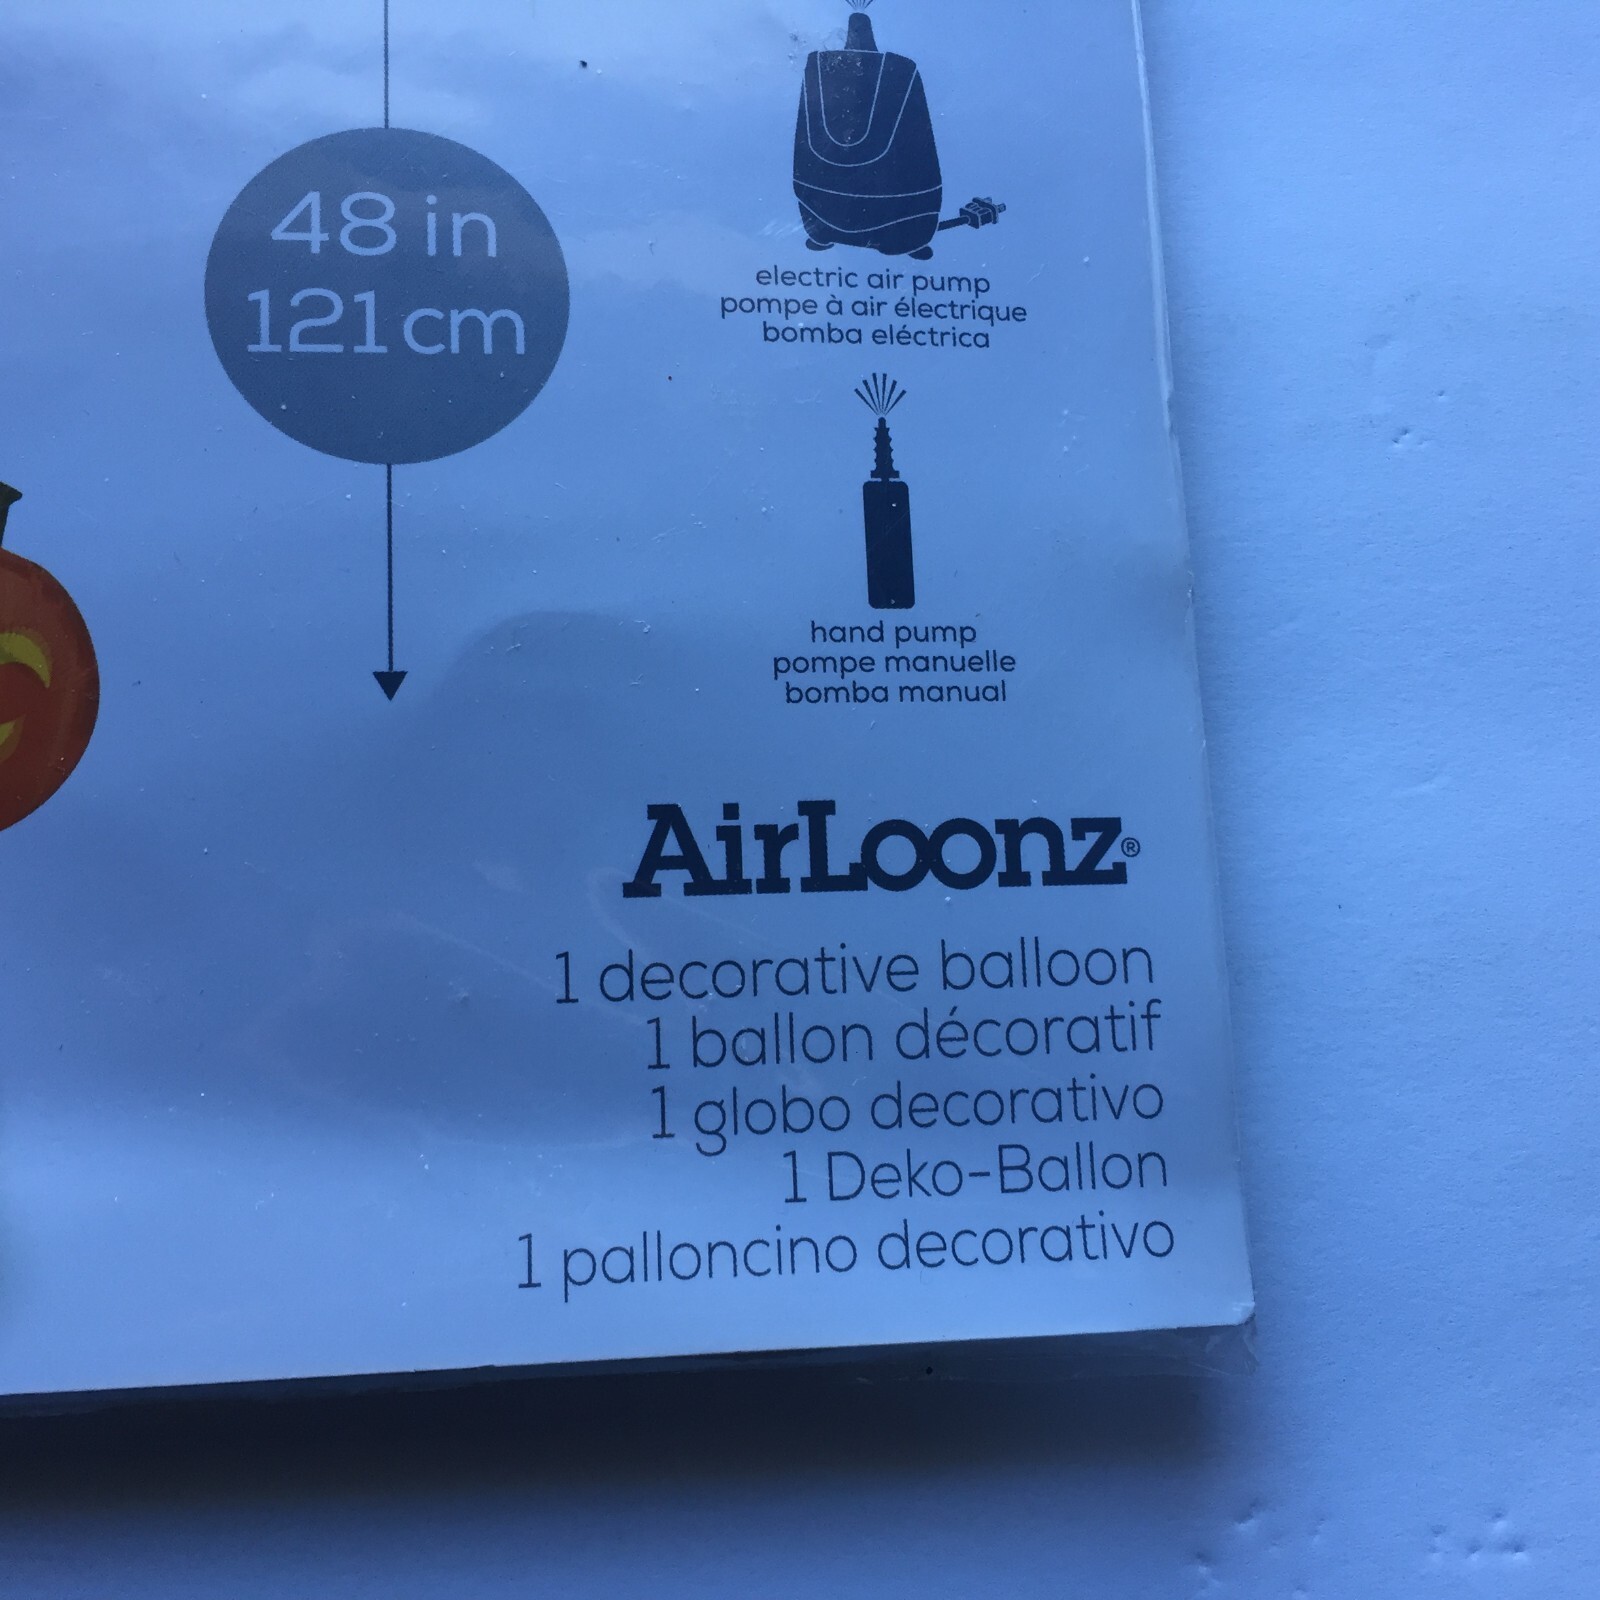 48 in
121 cm
electric air pump
pompe à air électrique
bomba eléctrica
hand pump
pompe manuelle
bomba manual
AirLoonz®
1 decorative balloon
1 ballon décoratif
1 globo decorativo
1 Deko-Ballon
1 palloncino decorativo